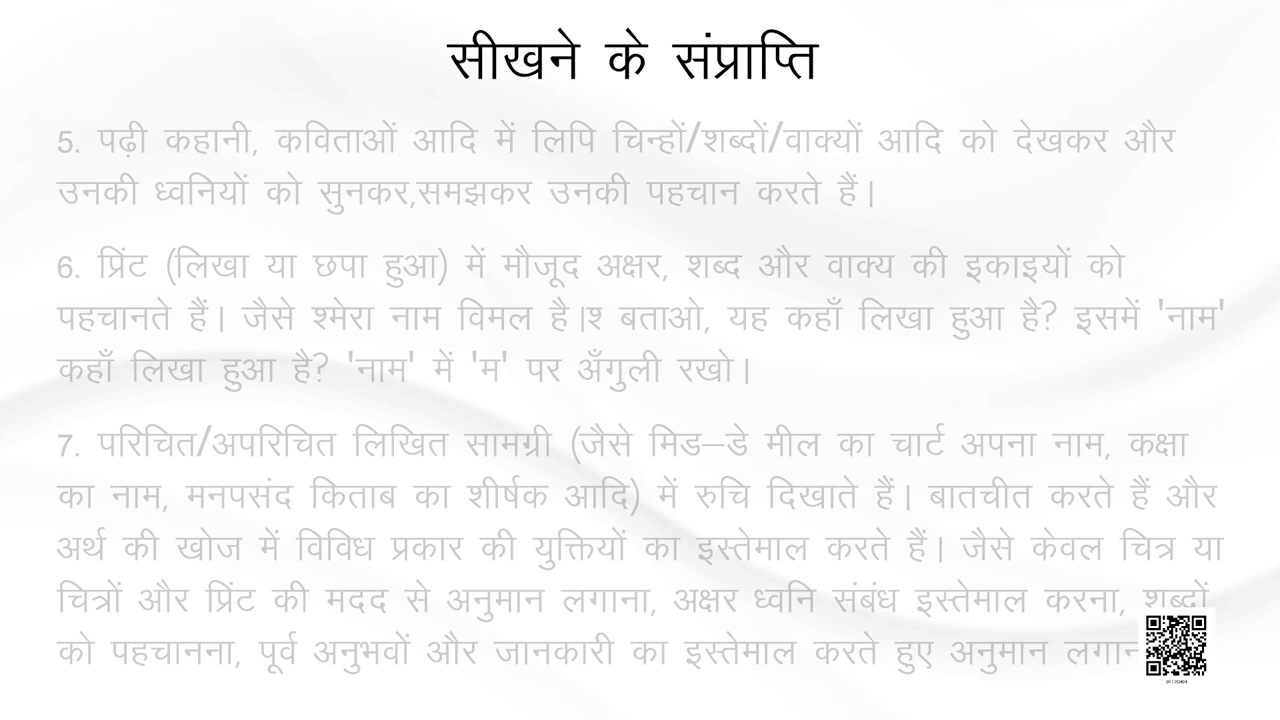 सीखने के संप्राप्ति
5. पढ़ी कहानी, कविताओं आदि में लिपि चिन्हों/शब्दों/वाक्यों आदि को देखकर और
उनकी ध्वनियों को सुनकर,समझकर उनकी पहचान करते हैं।
6. प्रिंट (लिखा या छपा हुआ) में मौजूद अक्षर, शब्द और वाक्य की इकाइयों को
पहचानते हैं। जैसे श्मेरा नाम विमल है।श बताओ, यह कहाँ लिखा हुआ है? इसमें 'नाम'
कहाँ लिखा हुआ है? 'नाम' में 'म' पर अँगुली रखो।
7. परिचित/अपरिचित लिखित सामग्री (जैसे मिड–डे मील का चार्ट अपना नाम, कक्षा
का नाम, मनपसंद किताब का शीर्षक आदि) में रुचि दिखाते हैं। बातचीत करते हैं और
अर्थ की खोज में विविध प्रकार की युक्तियों का इस्तेमाल करते हैं। जैसे केवल चित्र या
चित्रों और प्रिंट की मदद से अनुमान लगाना, अक्षर ध्वनि संबंध इस्तेमाल करना, शब्दों
को पहचानना, पूर्व अनुभवों और जानकारी का इस्तेमाल करते हुए अनुमान